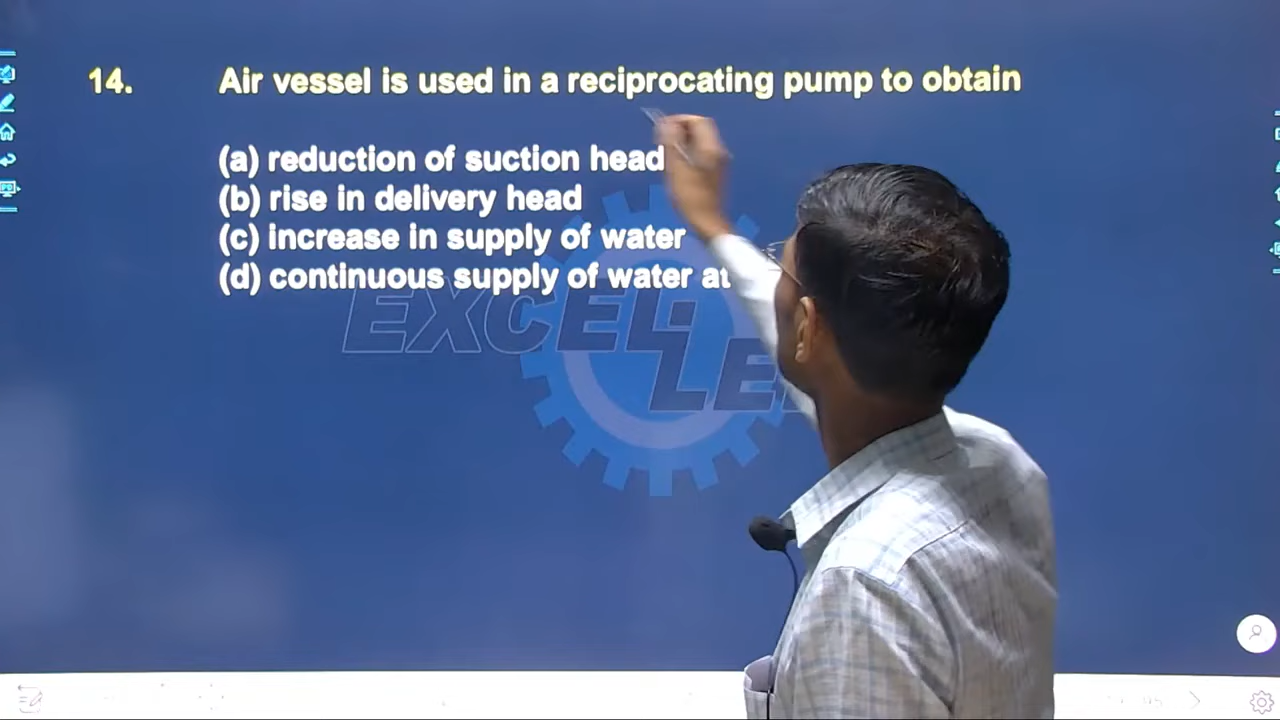 14. Air vessel is used in a reciprocating pump to obtain
(a) reduction of suction head
(b) rise in delivery head
(c) increase in supply of water
(d) continuous supply of water at
EXCEL